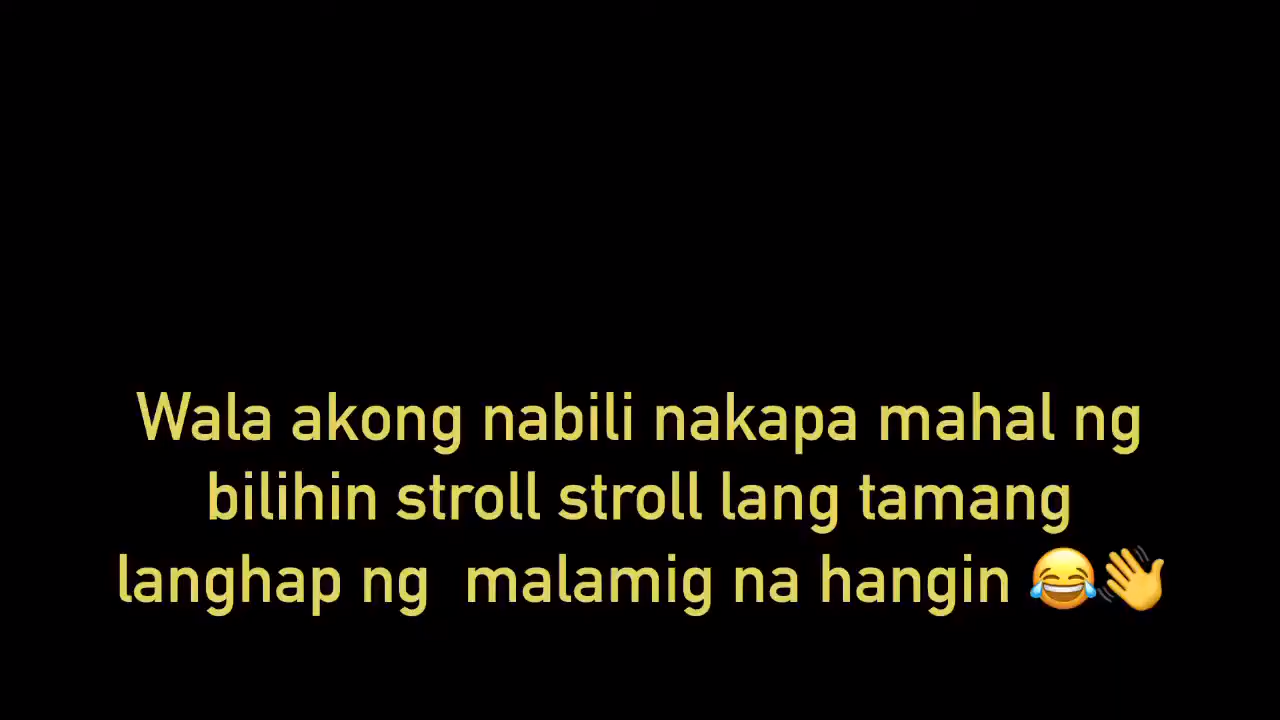 Wala akong nabili nakapa mahal ng
bilihin stroll stroll lang tamang
langhap ng  malamig na hangin 😂👋